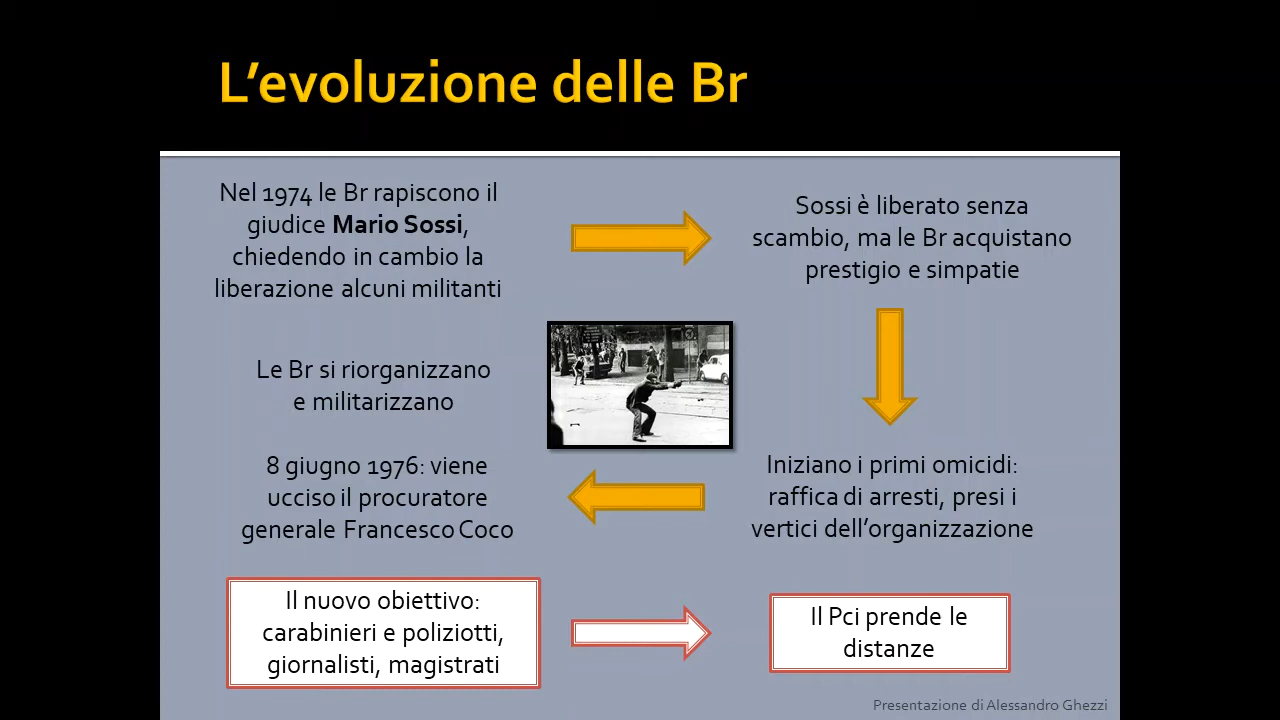 L'evoluzione delle Br
Nel 1974 le Br rapiscono il
giudice Mario Sossi,
chiedendo in cambio la
liberazione alcuni militanti
Sossi è liberato senza
scambio, ma le Br acquistano
prestigio e simpatie
Iniziano i primi omicidi:
raffica di arresti, presi i
vertici dell'organizzazione
Le Br si riorganizzano
e militarizzano
8 giugno 1976: viene
ucciso il procuratore
generale Francesco Coco
Il nuovo obiettivo:
carabinieri e poliziotti,
giornalisti, magistrati
Il Pci prende le
distanze
Presentazione di Alessandro Ghezzi